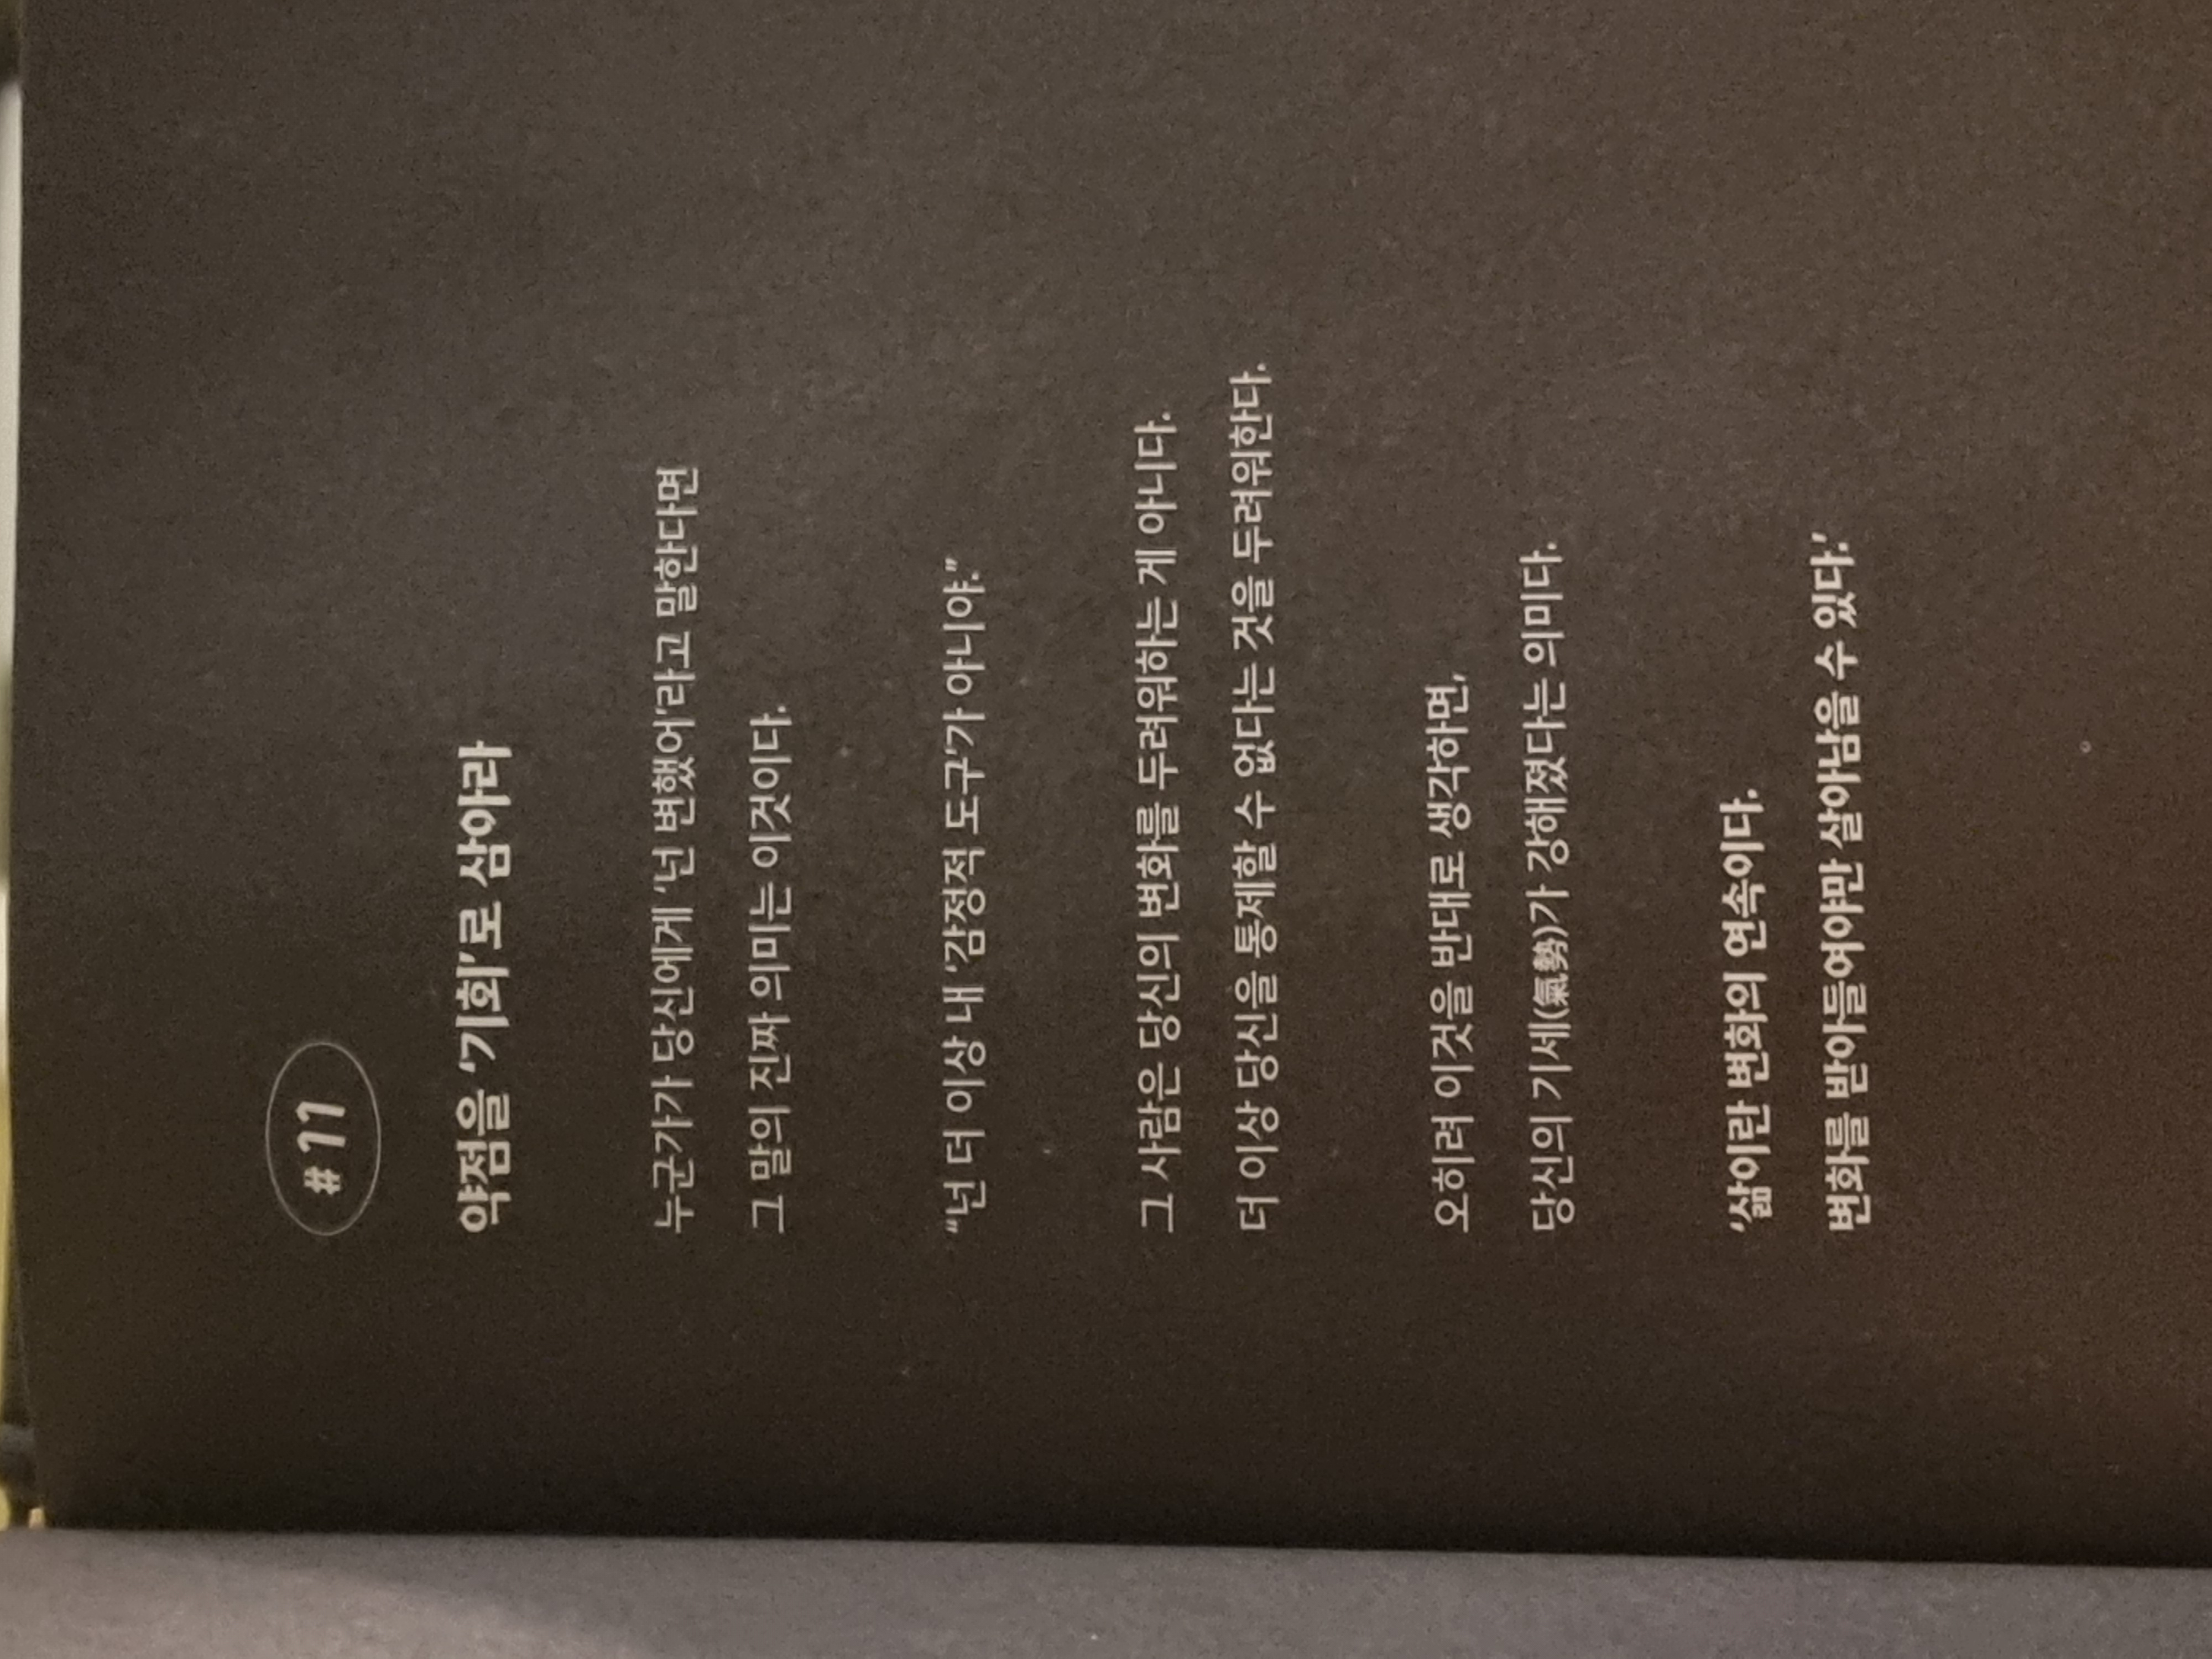 # 11
약점을 ‘기회’로 삼아라
누군가가 당신에게 ‘넌 변했어’라고 말한다면
그 말의 진짜 의미는 이것이다.
“넌 더 이상 내 ‘감정적 도구’가 아니야.”
그 사람은 당신의 변화를 두려워하는 게 아니다.
더 이상 당신을 통제할 수 없다는 것을 두려워한다.
오히려 이것을 반대로 생각하면,
당신의 기세(氣勢)가 강해졌다는 의미다.
‘삶이란 변화의 연속이다.
변화를 받아들여야만 살아남을 수 있다.’